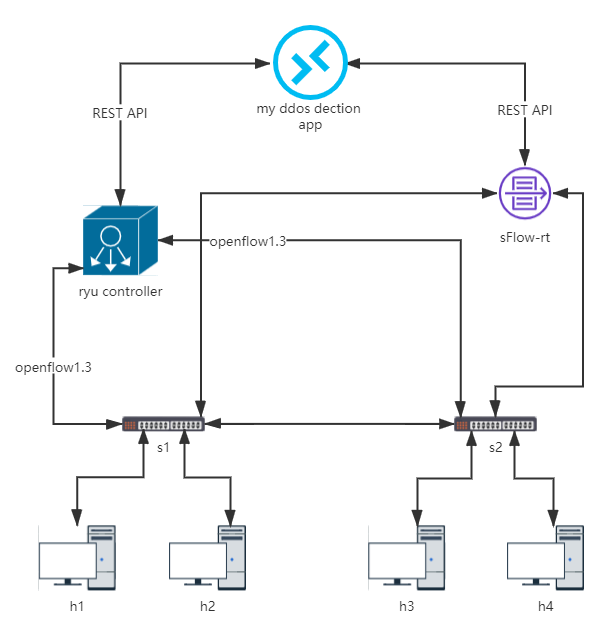 my ddos dection
app
REST API
REST API
sFlow-rt
openflow1.3
ryu controller
openflow1.3
s1
s2
h1
h2
h3
h4